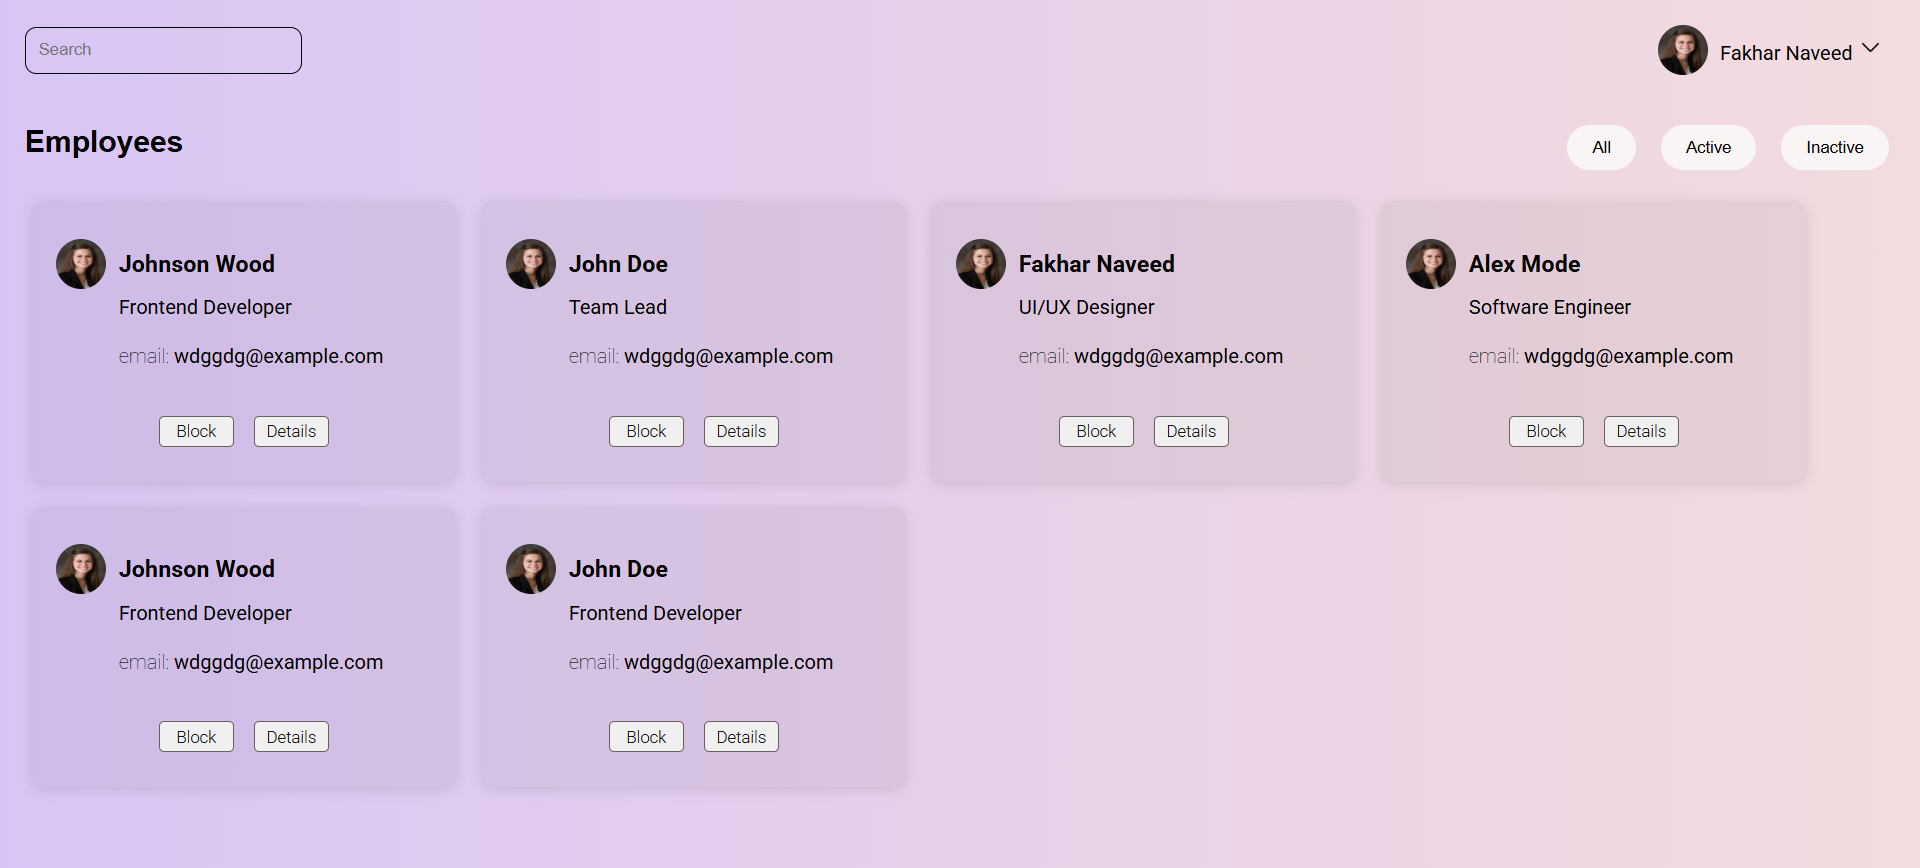 Search
Fakhar Naveed
Employees
All
Active
Inactive
Johnson Wood
Frontend Developer
email: wdggdg@example.com
Block Details
John Doe
Team Lead
email: wdggdg@example.com
Block Details
Fakhar Naveed
UI/UX Designer
email: wdggdg@example.com
Block Details
Alex Mode
Software Engineer
email: wdggdg@example.com
Block Details
Johnson Wood
Frontend Developer
email: wdggdg@example.com
Block Details
John Doe
Frontend Developer
email: wdggdg@example.com
Block Details